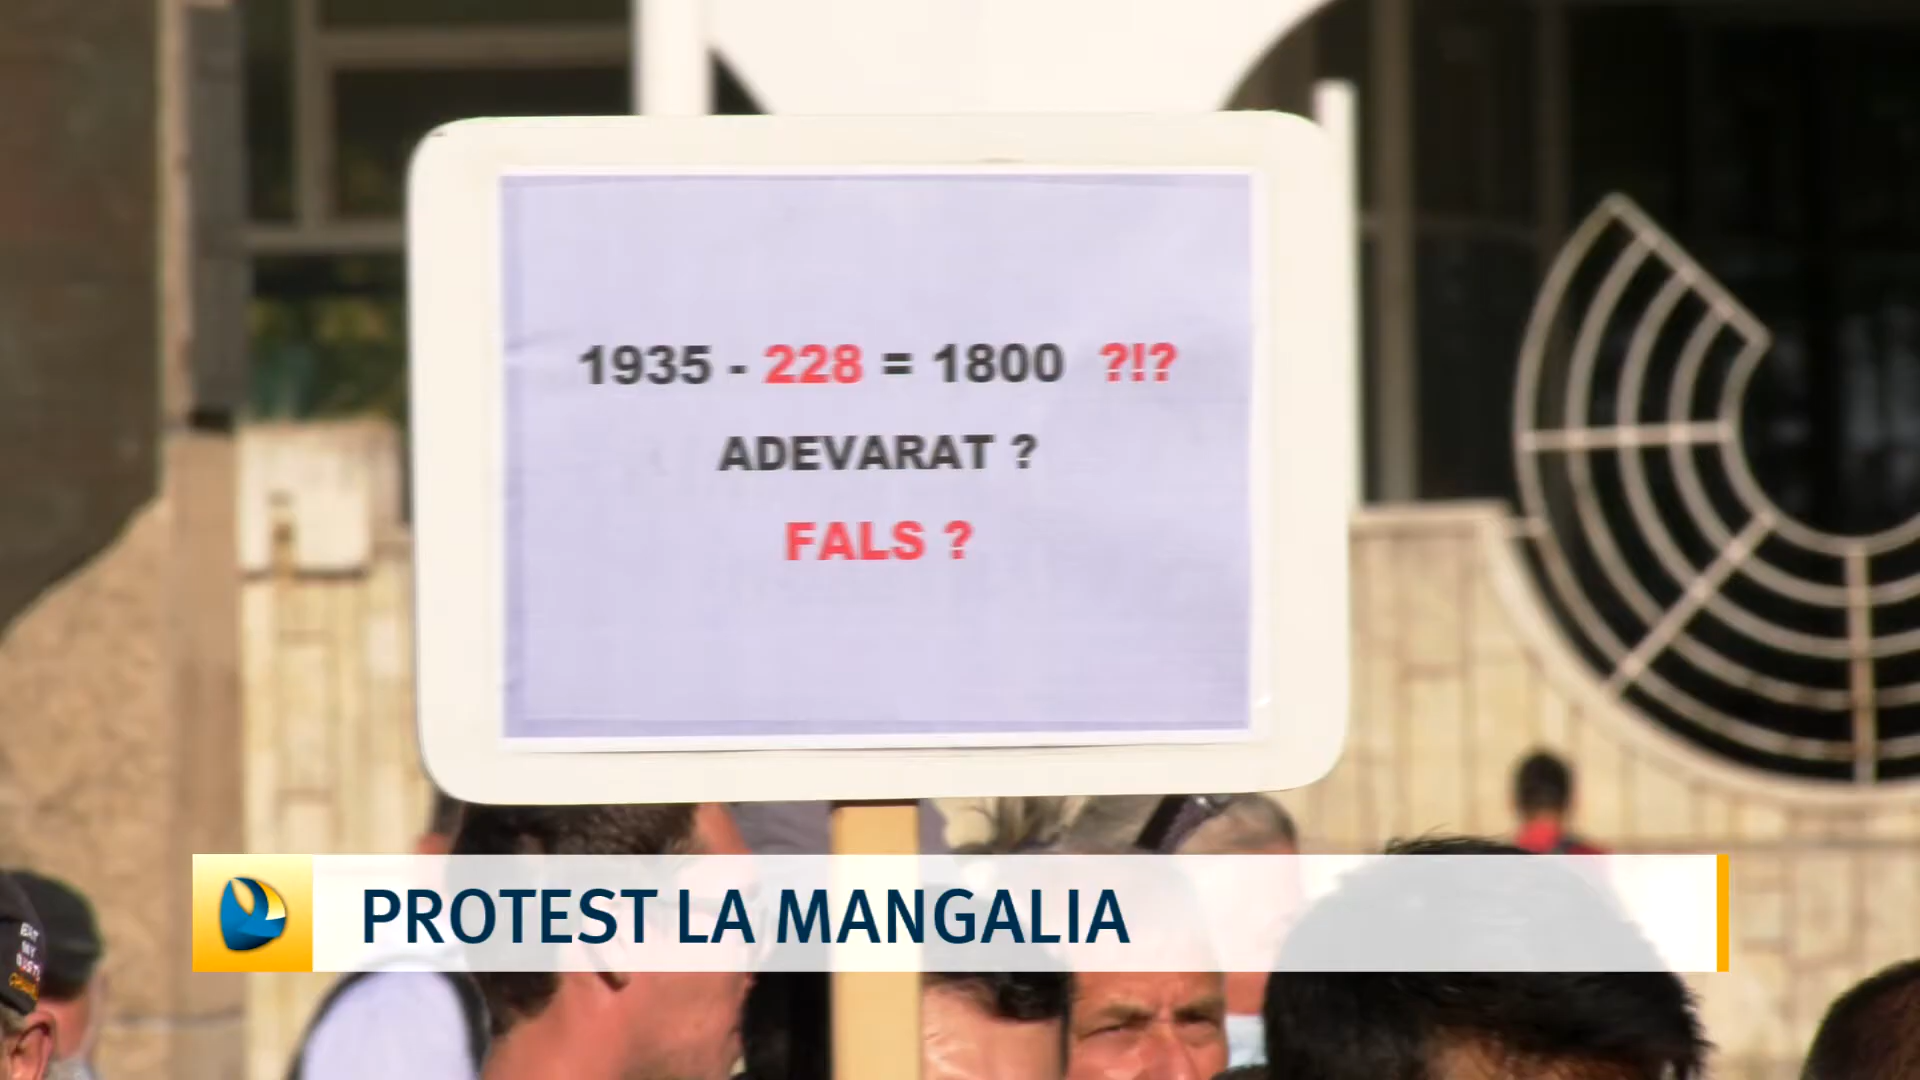 1935 - 228 = 1800 ?!?
ADEVARAT ?
FALS ?
PROTEST LA MANGALIA